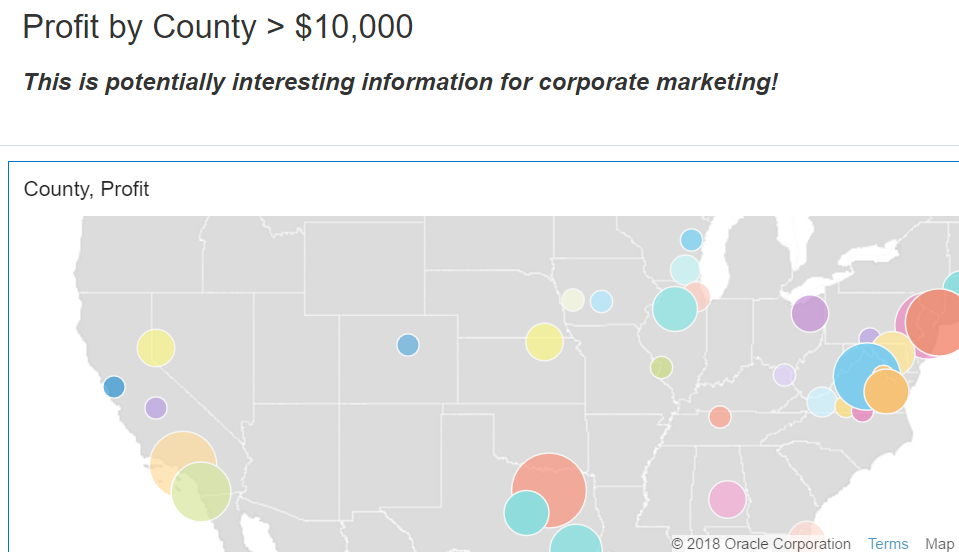 Profit by County > $10,000
This is potentially interesting information for corporate marketing!
County, Profit
© 2018 Oracle Corporation Terms Map